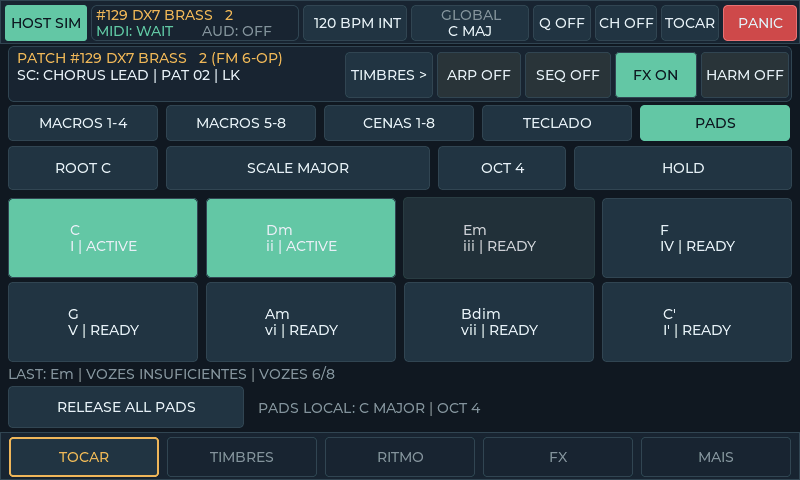 HOST SIM
#129 DX7 BRASS   2
MIDI: WAIT
AUD: OFF
120 BPM INT
GLOBAL
C MAJ
Q OFF
CH OFF
TOCAR
PANIC
PATCH #129 DX7 BRASS   2 (FM 6-OP)
SC: CHORUS LEAD | PAT 02 | LK
TIMBRES >
ARP OFF
SEQ OFF
FX ON
HARM OFF
MACROS 1-4
MACROS 5-8
CENAS 1-8
TECLADO
PADS
ROOT C
SCALE MAJOR
OCT 4
HOLD
C
I | ACTIVE
Dm
ii | ACTIVE
Em
iii | READY
F
IV | READY
G
V | READY
Am
vi | READY
Bdim
vii | READY
C'
I' | READY
LAST: Em | VOZES INSUFICIENTES | VOZES 6/8
RELEASE ALL PADS
PADS LOCAL: C MAJOR | OCT 4
TOCAR
TIMBRES
RITMO
FX
MAIS